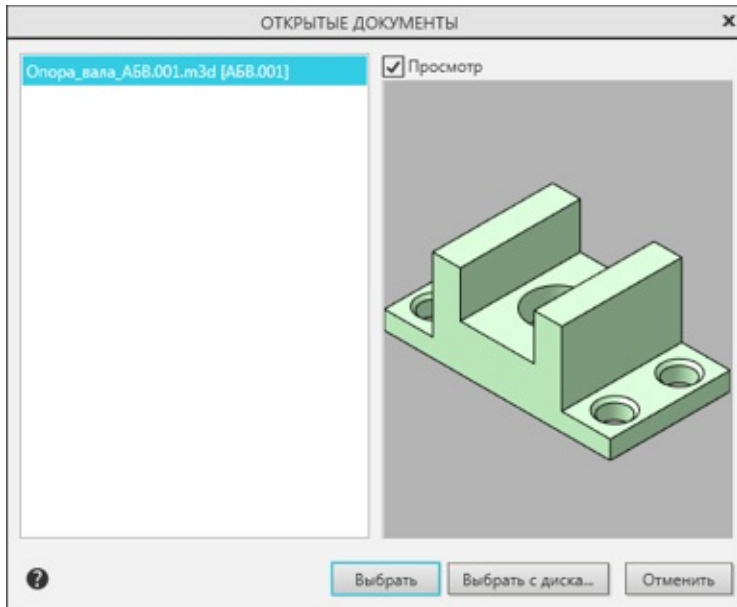 ОТКРЫТЫЕ ДОКУМЕНТЫ
Опора_вала_АБВ.001.m3d [АБВ.001]
Просмотр
Выбрать
Выбрать с диска...
Отменить